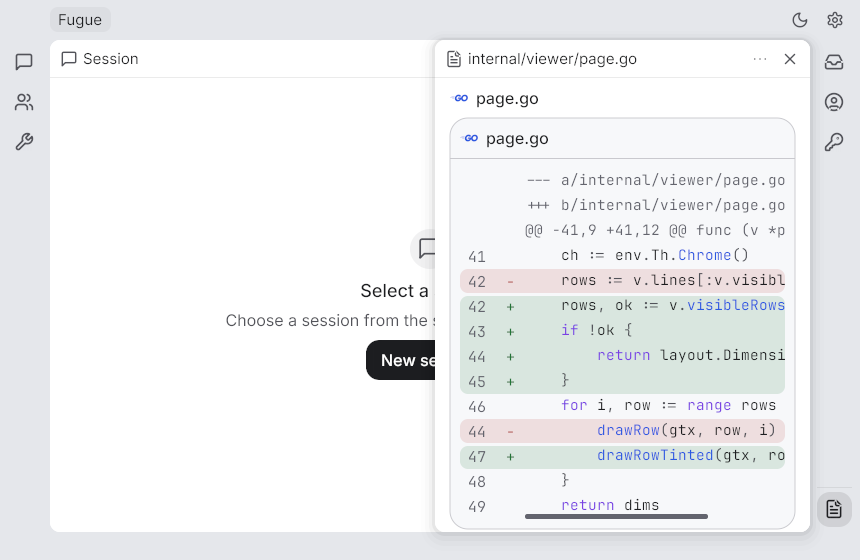 Fugue
Session
Select a
Choose a session from the
New se
internal/viewer/page.go
page.go
page.go
--- a/internal/viewer/page.go
+++ b/internal/viewer/page.go
@@ -41,9 +41,12 @@ func (v *p
41 ch := env.Th.Chrome()
42 - rows := v.lines[:v.visibl
42 + rows, ok := v.visibleRows
43 + if !ok {
44 + return layout.Dimensi
45 + }
46 for i, row := range rows
44 - drawRow(gtx, row, i)
47 + drawRowTinted(gtx, ro
48 }
49 return dims